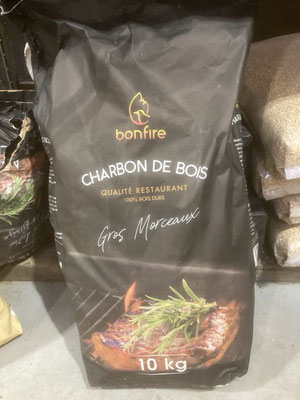 bonfire
CHARBON DE BOIS
QUALITÉ RESTAURANT
100% BOIS DURS
Gros Morceaux
10 kg